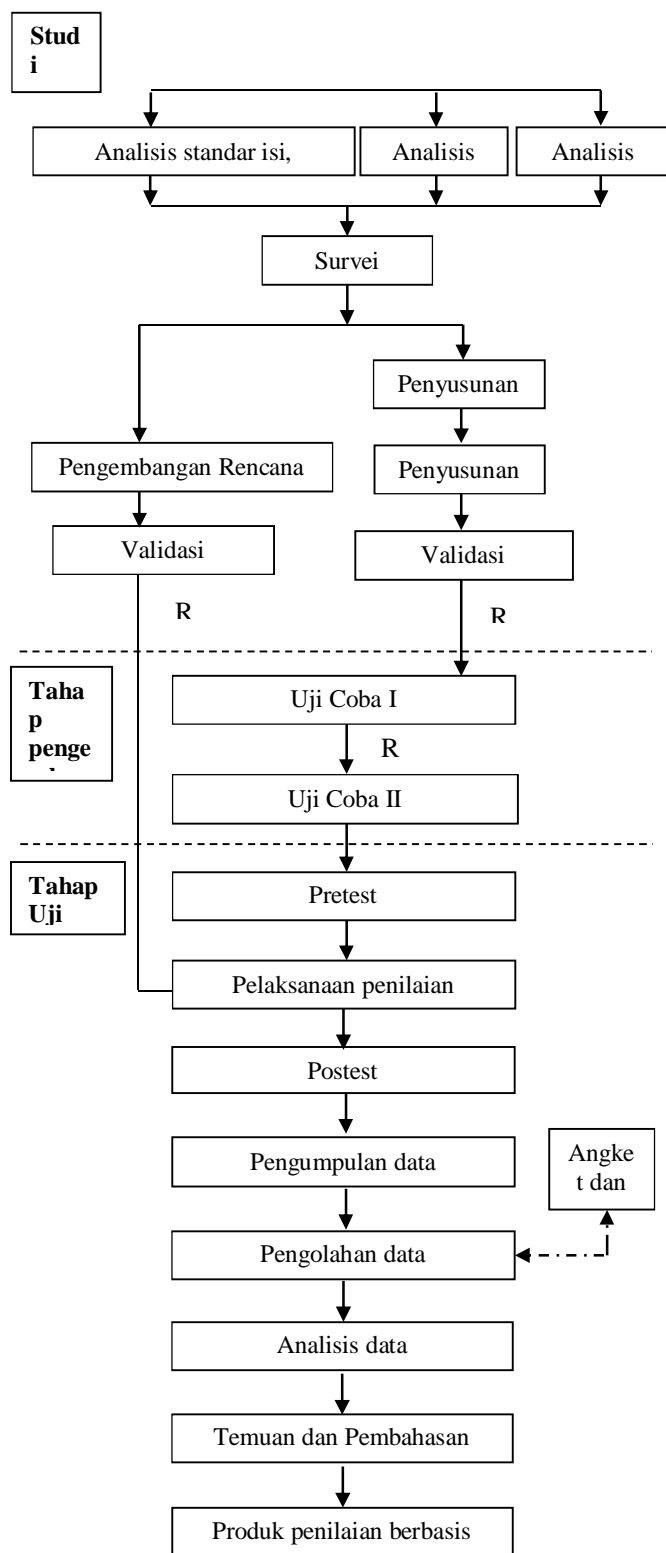 Stud
i
Analisis standar isi,
Analisis
Analisis
Survei
Penyusunan
Pengembangan Rencana
Penyusunan
Validasi
Validasi
R
R
Taha
p
penge
Uji Coba I
R
Uji Coba II
Tahap
Uji
Pretest
Pelaksanaan penilaian
Postest
Pengumpulan data
Angke
t dan
Pengolahan data
Analisis data
Temuan dan Pembahasan
Produk penilaian berbasis